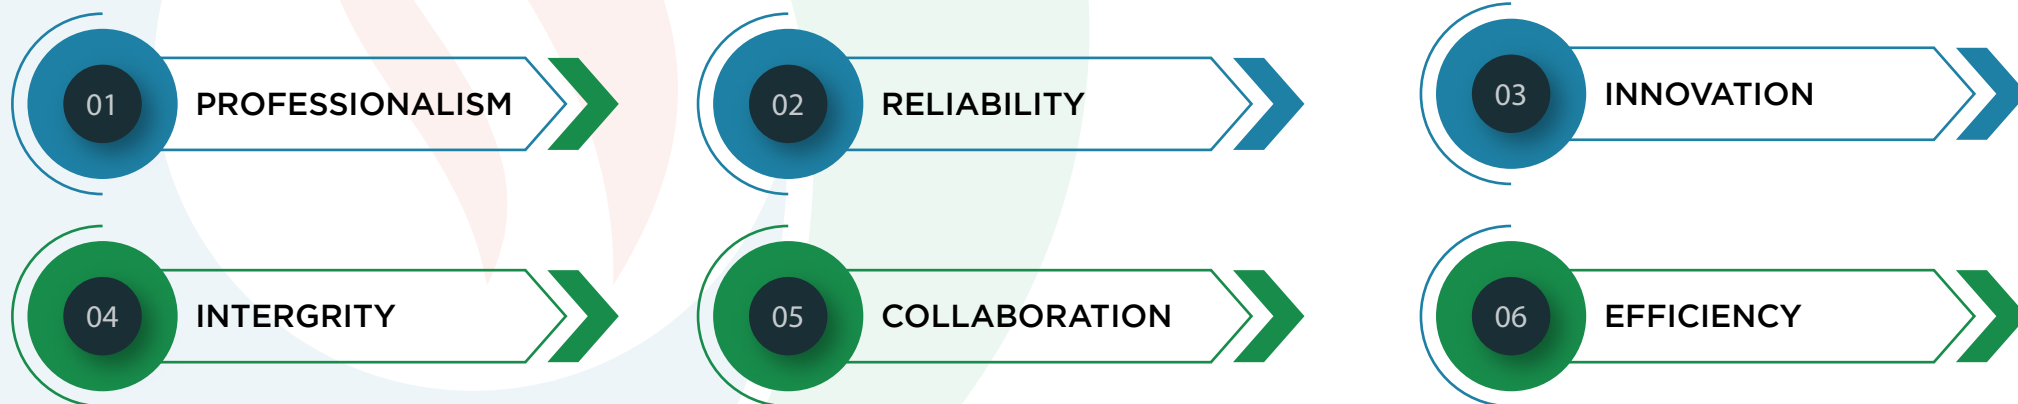 01 PROFESSIONALISM
02 RELIABILITY
03 INNOVATION
04 INTERGRITY
05 COLLABORATION
06 EFFICIENCY